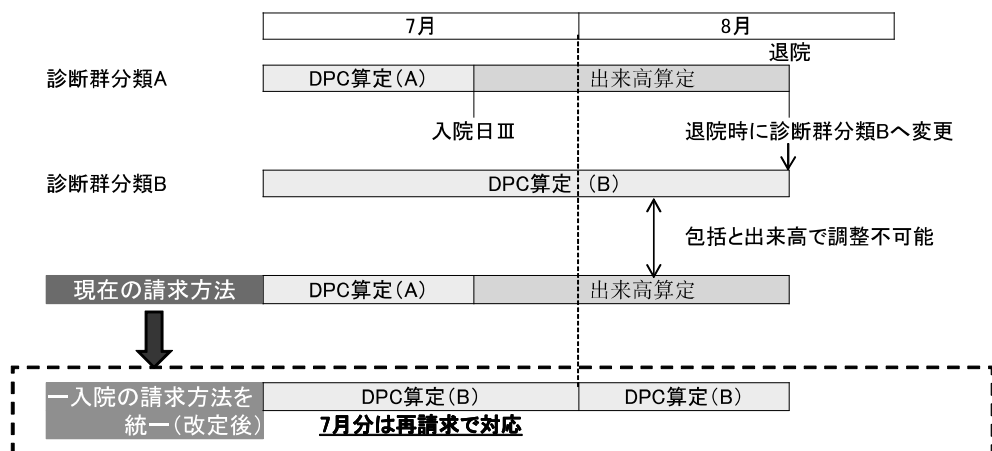 7月 8月
退院
診断群分類A DPC算定(A) 出来高算定
入院日Ⅲ 退院時に診断群分類Bへ変更
診断群分類B DPC算定 (B)
包括と出来高で調整不可能
現在の請求方法 DPC算定(A) 出来高算定
一入院の請求方法を DPC算定(B) DPC算定(B)
統一(改定後) 7月分は再請求で対応